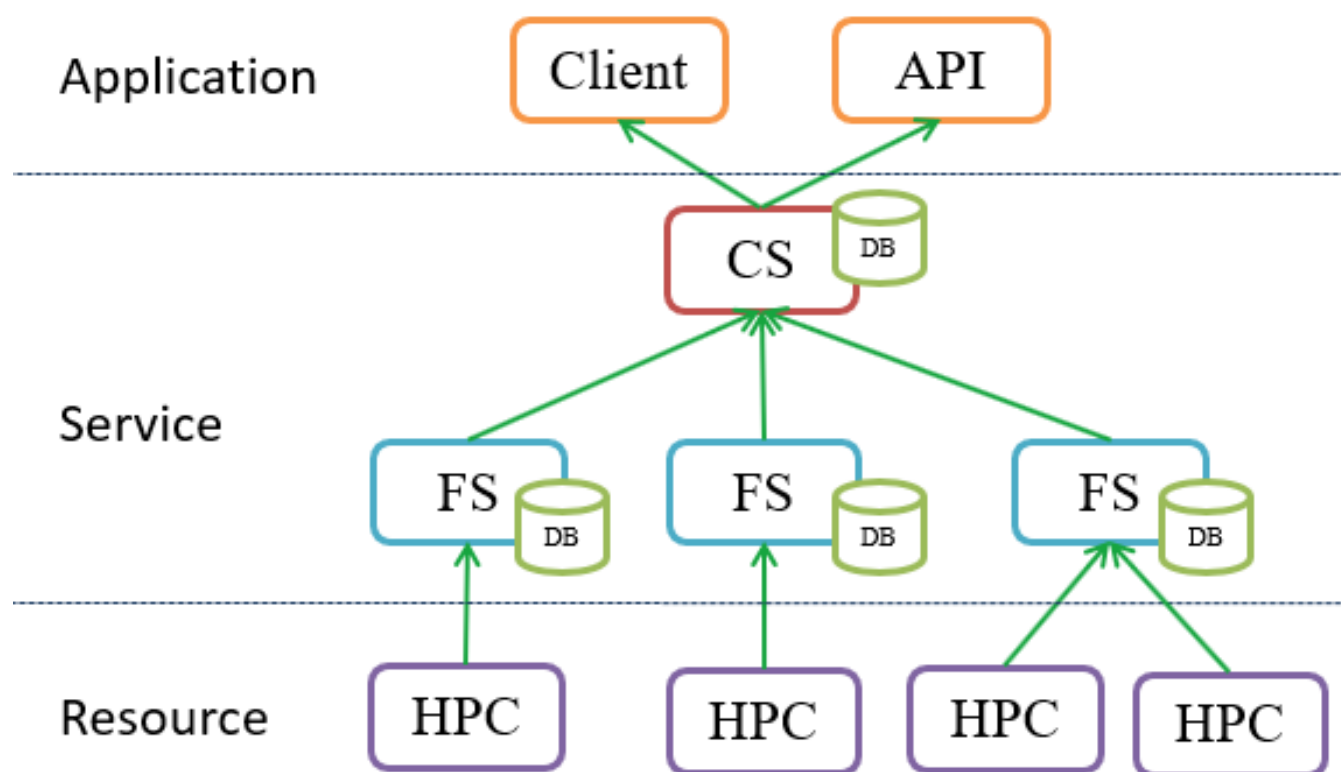 Application
Client
API
CS
DB
Service
FS
DB
FS
DB
FS
DB
Resource
HPC
HPC
HPC
HPC